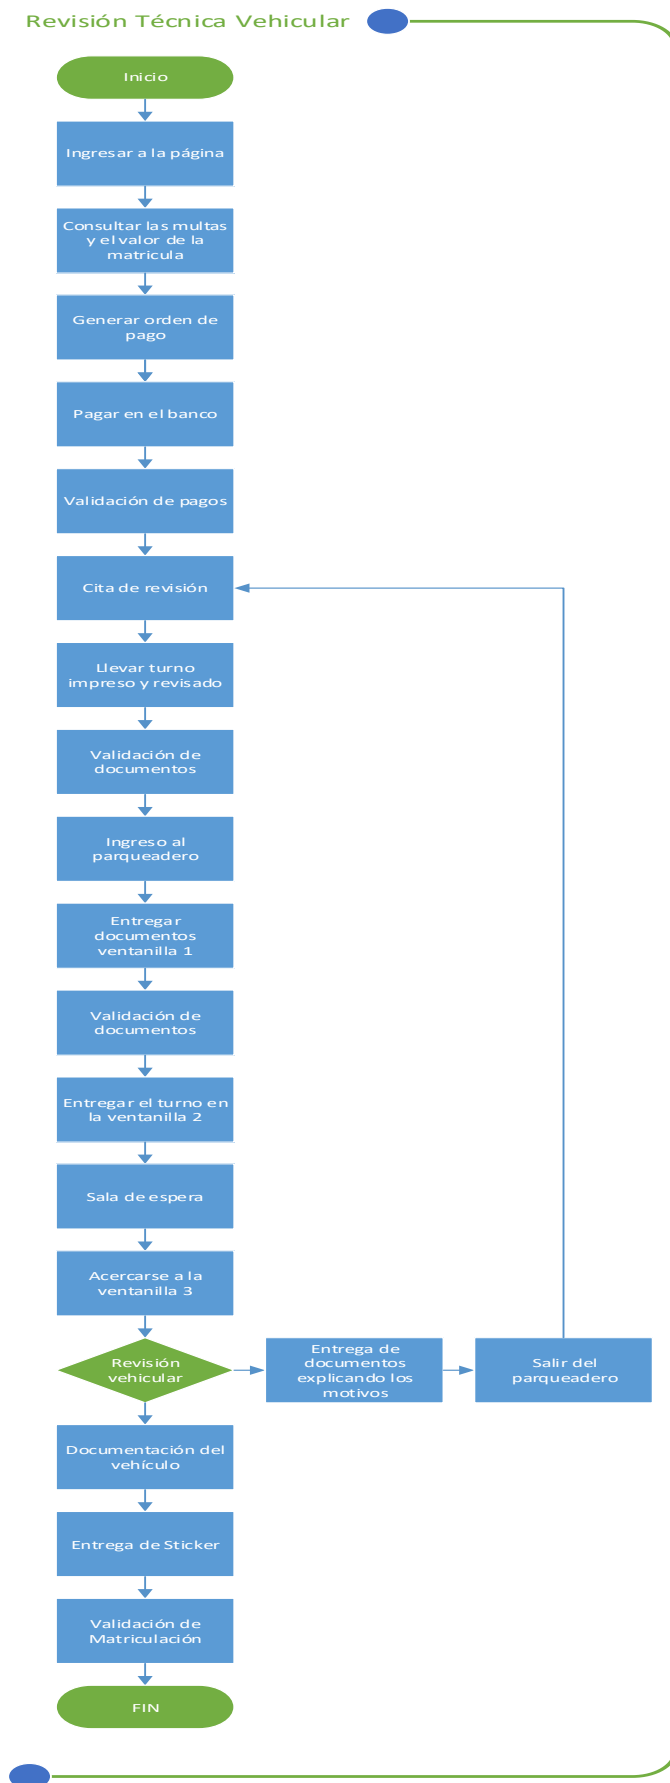 Revisión Técnica Vehicular
Inicio
Ingresar a la página
Consultar las multas
y el valor de la
matricula
Generar orden de
pago
Pagar en el banco
Validación de pagos
Cita de revisión
Llevar turno
impreso y revisado
Validación de
documentos
Ingreso al
parqueadero
Entregar
documentos
ventanilla 1
Validación de
documentos
Entregar el turno en
la ventanilla 2
Sala de espera
Acercarse a la
ventanilla 3
Revisión
vehicular
Entrega de
documentos
explicando los
motivos
Salir del
parqueadero
Documentación del
vehículo
Entrega de Sticker
Validación de
Matriculación
FIN